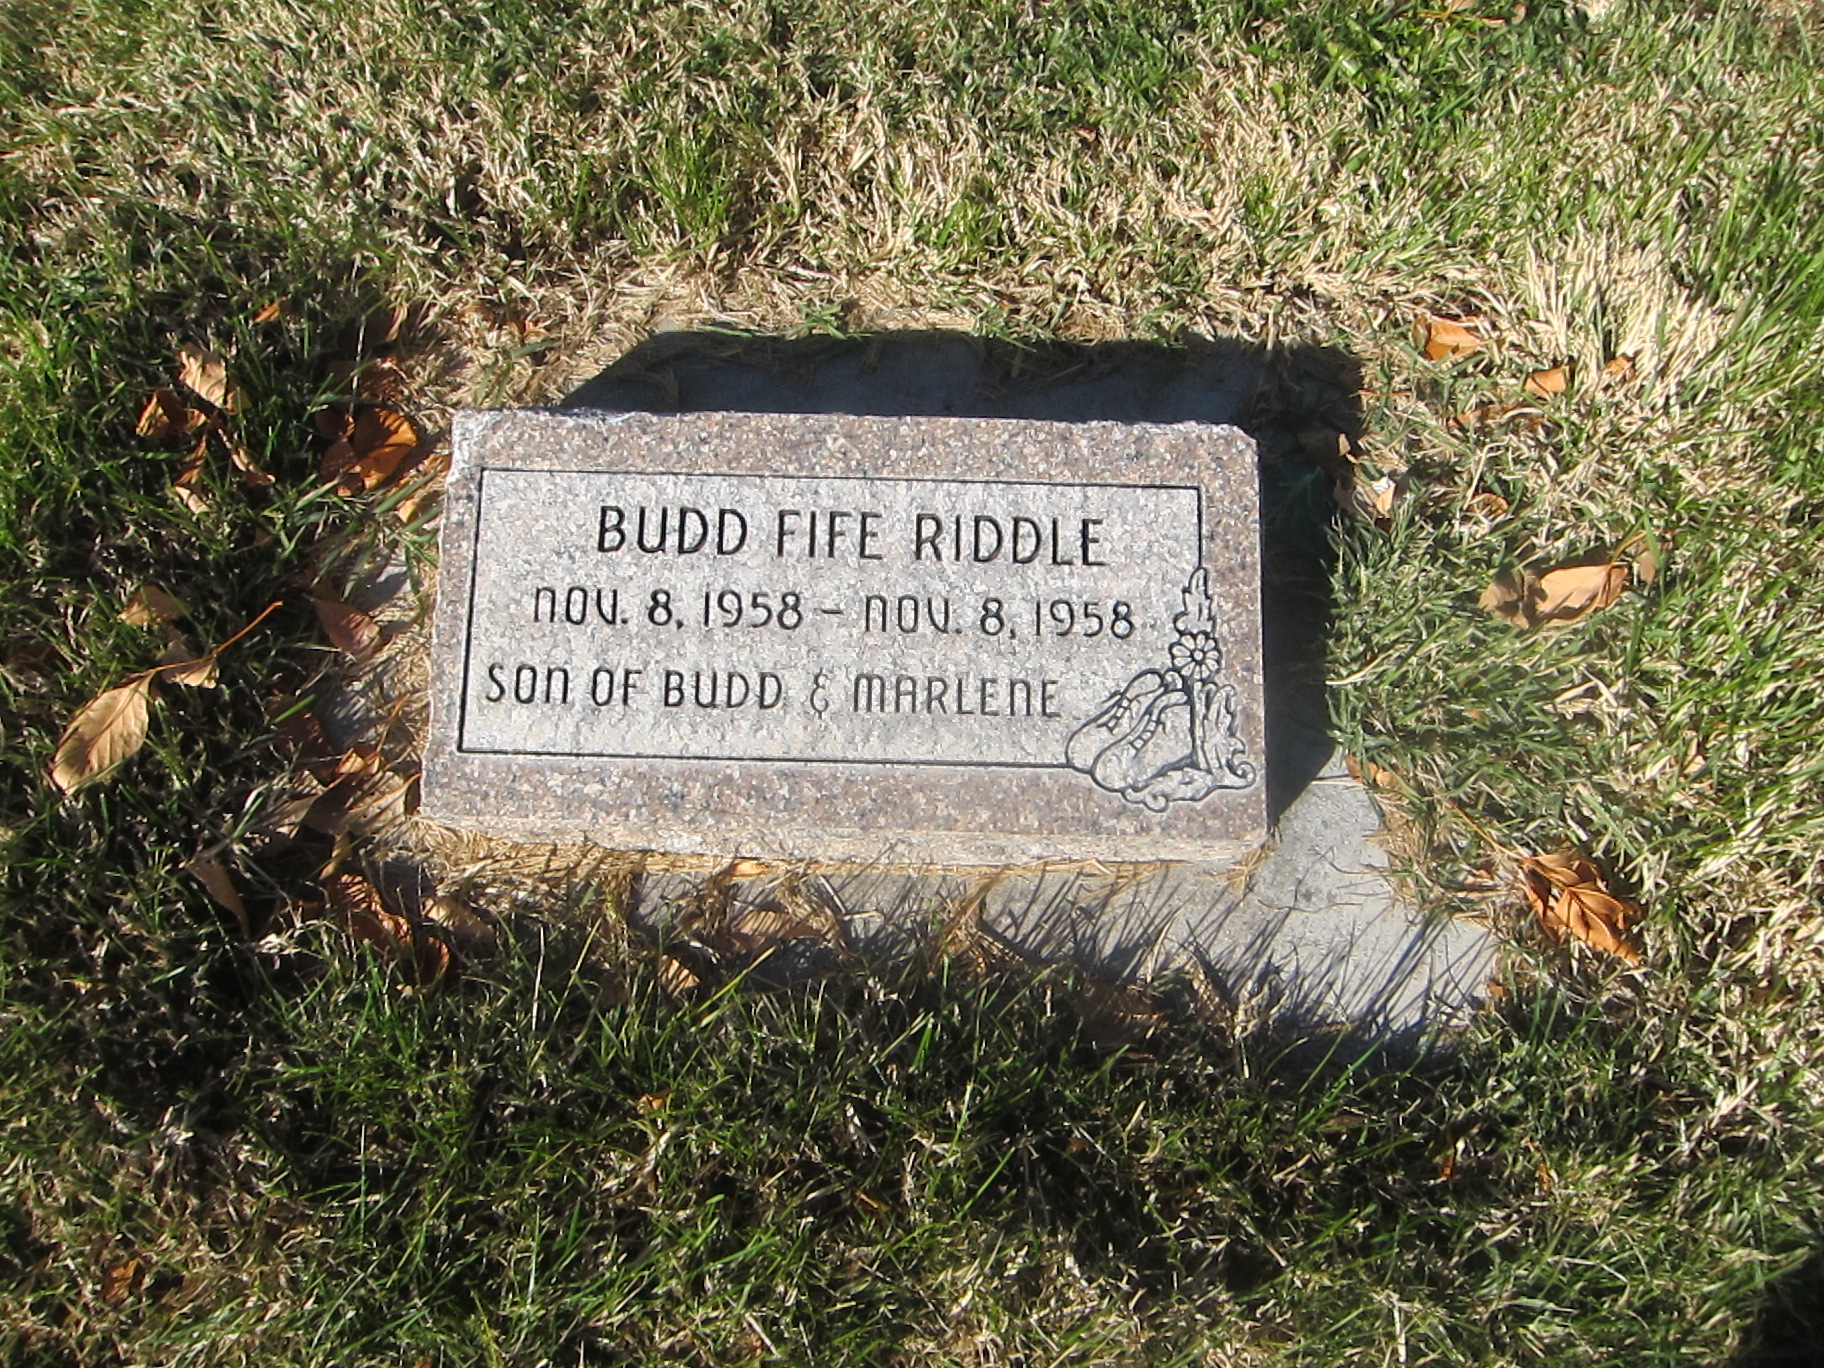 BUDD FIFE RIDDLE
NOV. 8, 1958 – NOV. 8, 1958
SON OF BUDD & MARLENE